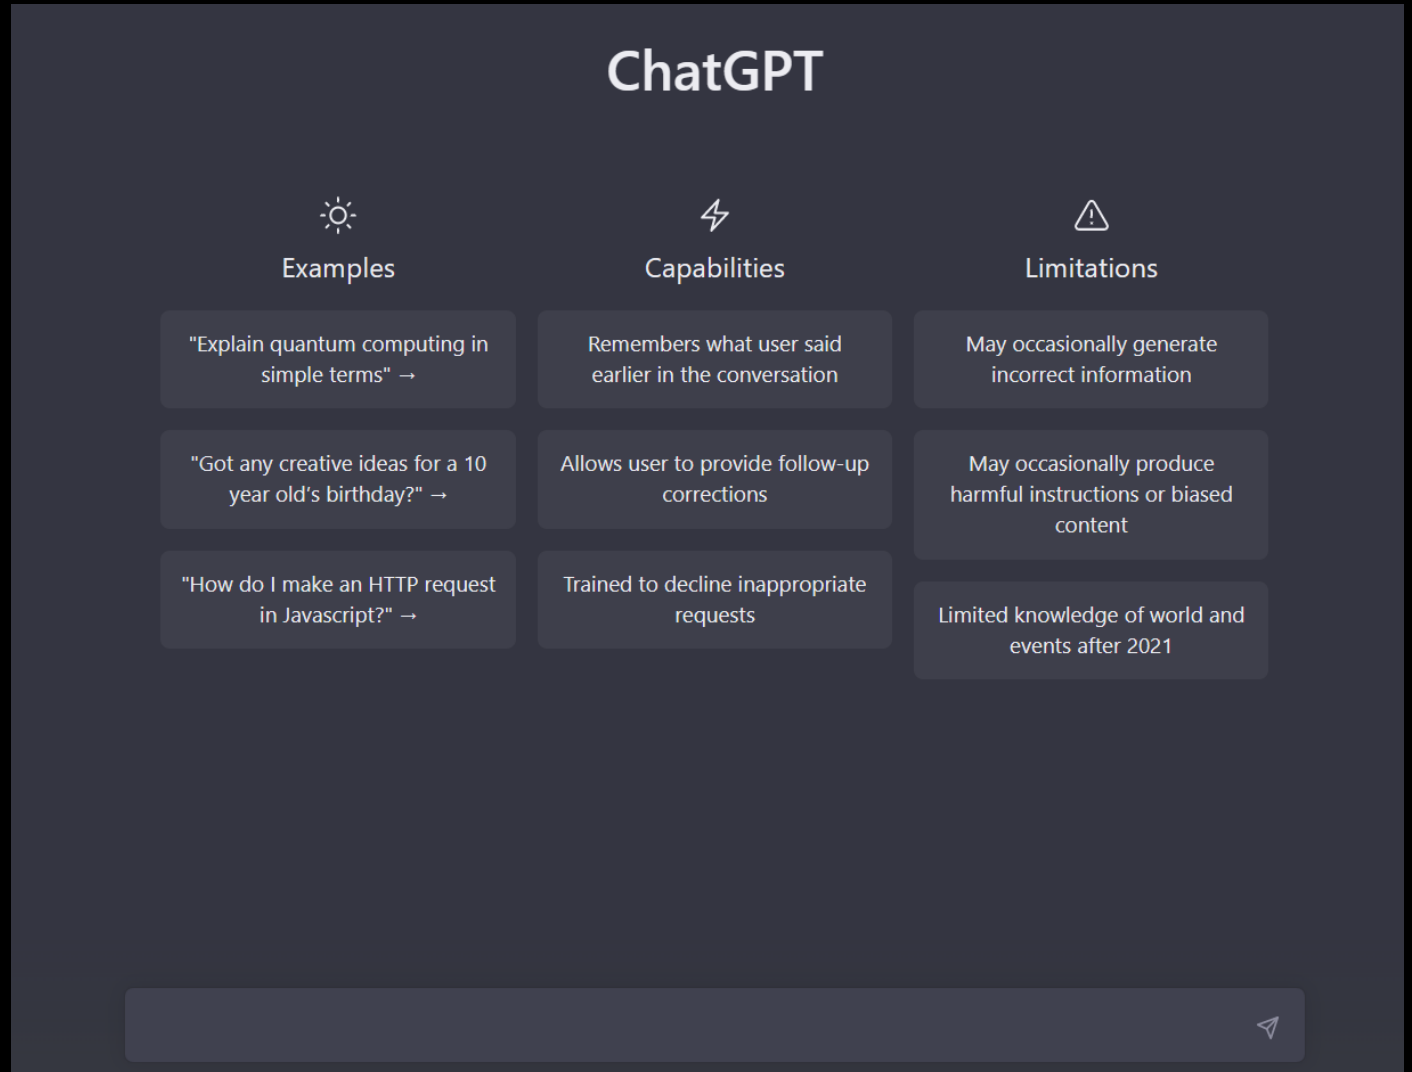 ChatGPT
Examples
"Explain quantum computing in
simple terms" →
"Got any creative ideas for a 10
year old's birthday?" →
"How do I make an HTTP request
in Javascript?" →
Capabilities
Remembers what user said
earlier in the conversation
Allows user to provide follow-up
corrections
Trained to decline inappropriate
requests
Limitations
May occasionally generate
incorrect information
May occasionally produce
harmful instructions or biased
content
Limited knowledge of world and
events after 2021